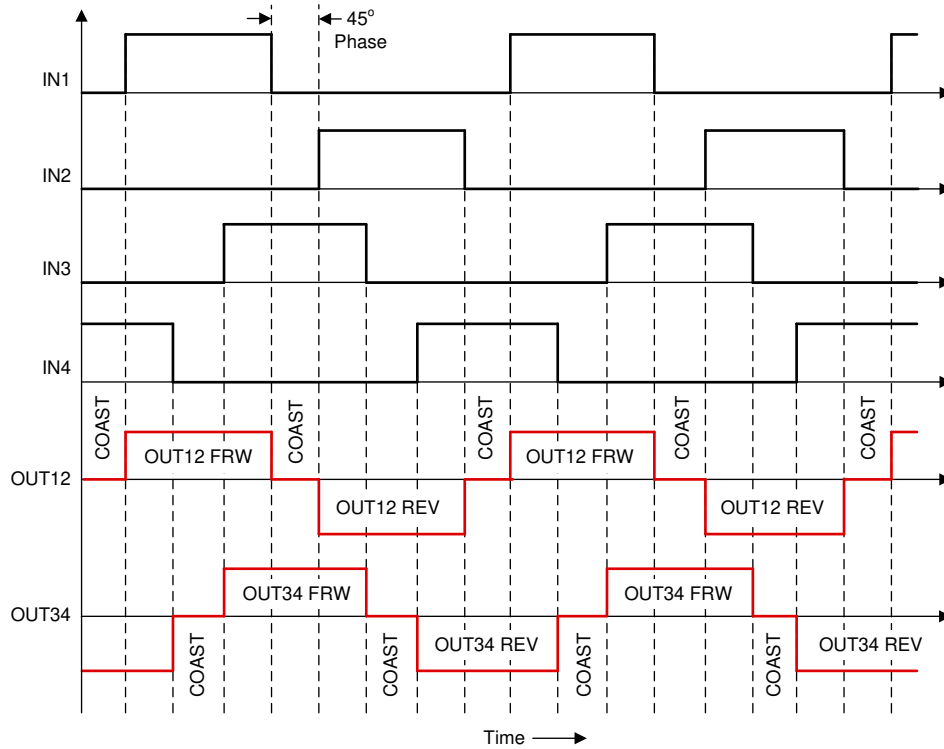 45°
Phase
IN1
IN2
IN3
IN4
COAST
COAST
COAST
COAST
COAST
OUT12 FRW
OUT12 FRW
OUT12
OUT12 REV
OUT12 REV
OUT34 FRW
OUT34 FRW
OUT34
OUT34 REV
OUT34 REV
COAST
COAST
COAST
COAST
Time